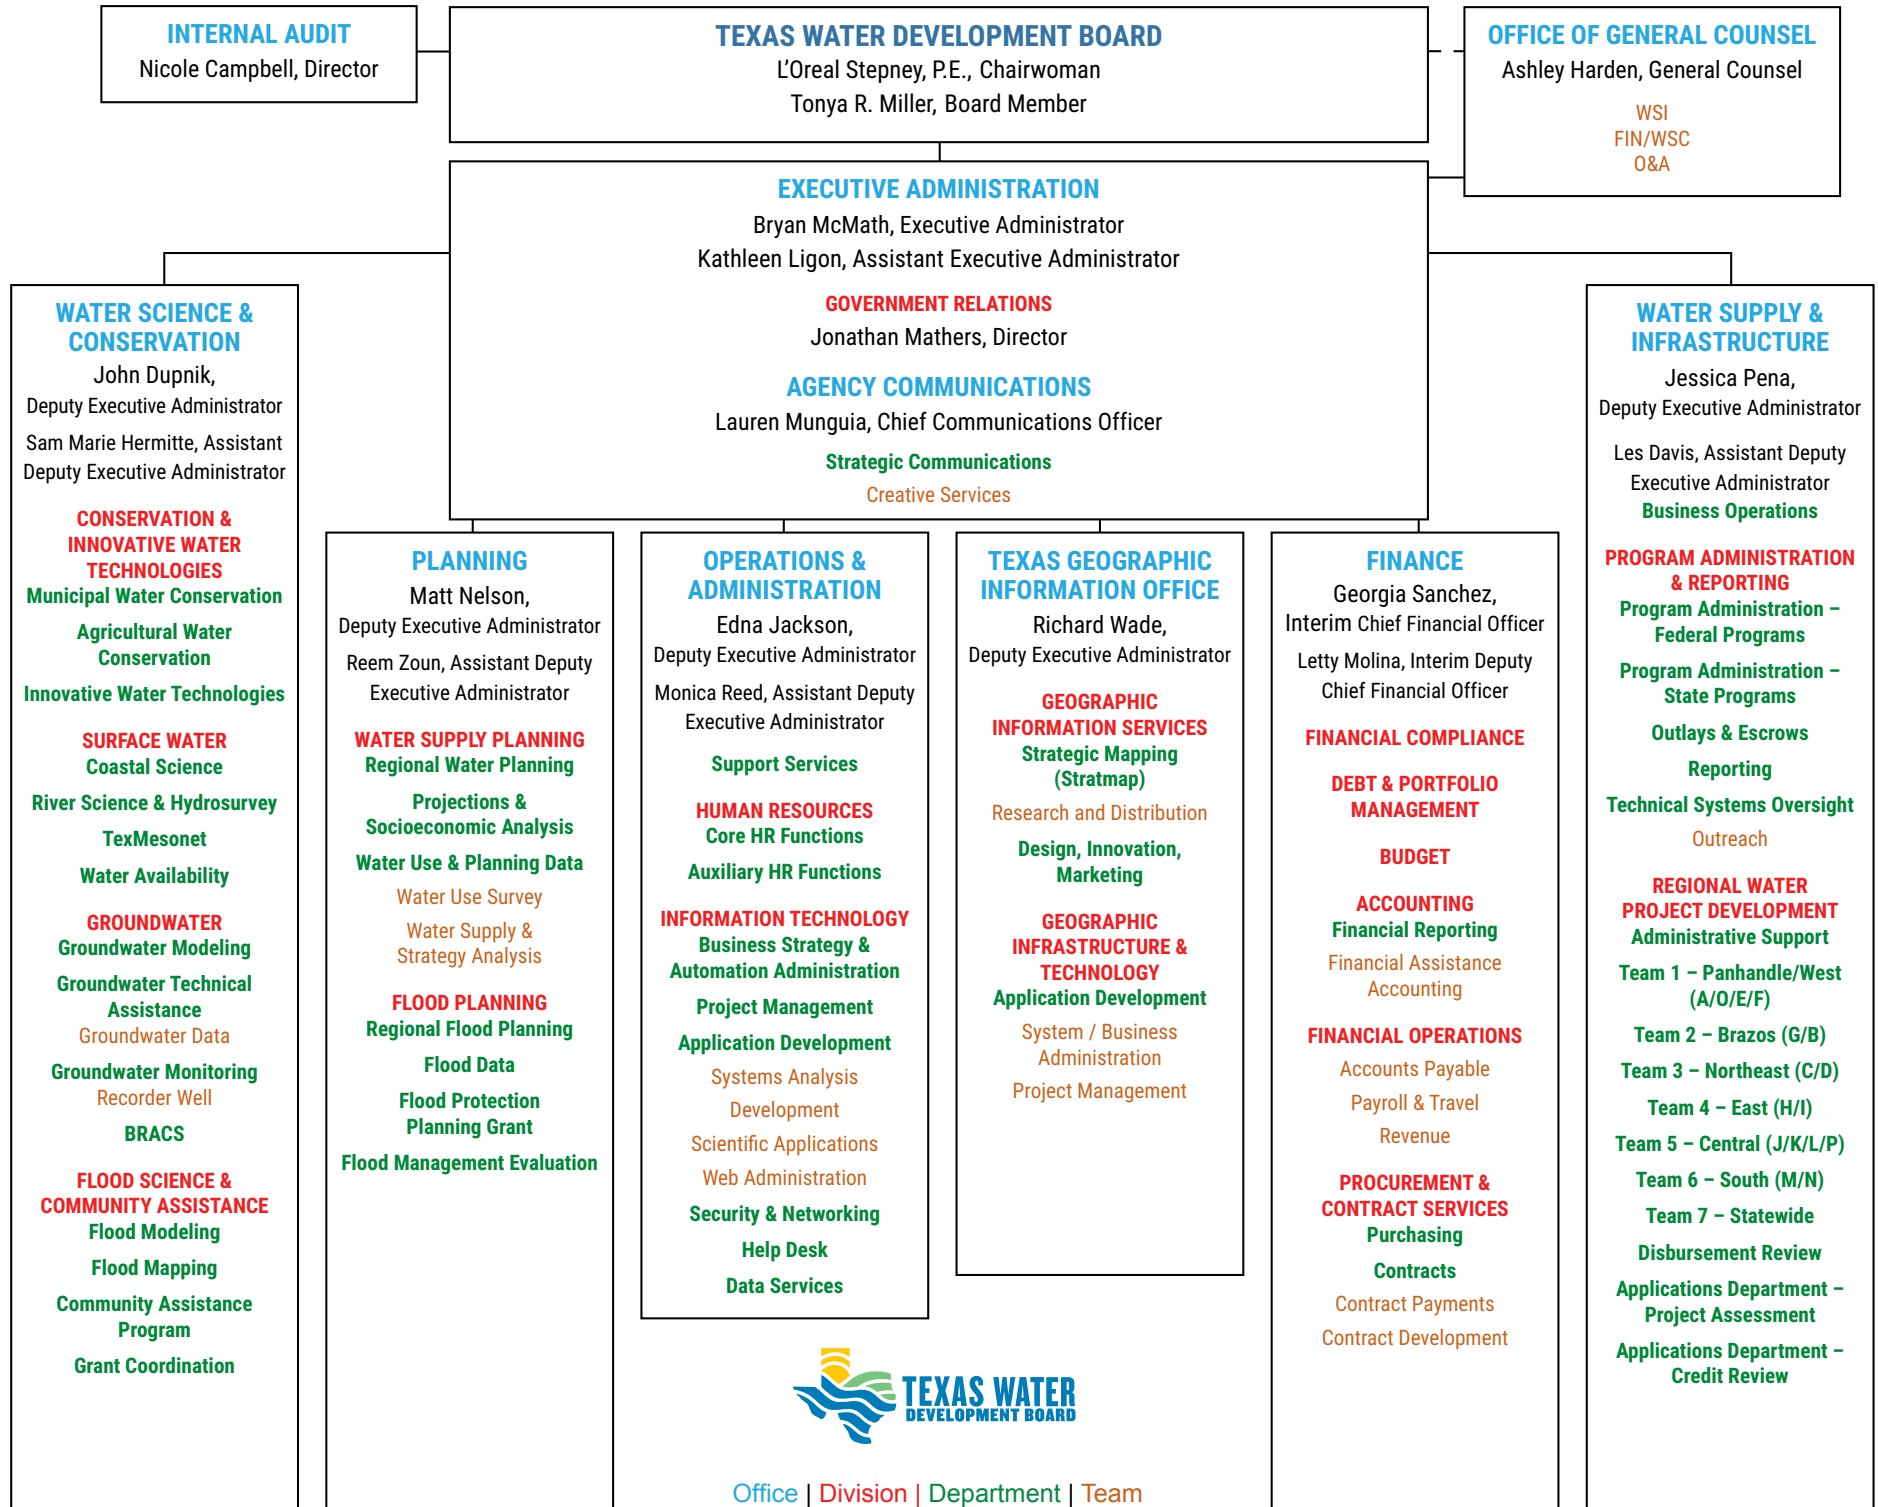 INTERNAL AUDIT
Nicole Campbell, Director
TEXAS WATER DEVELOPMENT BOARD
L'Oreal Stepney, P.E., Chairwoman
Tonya R. Miller, Board Member
OFFICE OF GENERAL COUNSEL
Ashley Harden, General Counsel
WSI
FIN/WSC
O&A
EXECUTIVE ADMINISTRATION
Bryan McMath, Executive Administrator
Kathleen Ligon, Assistant Executive Administrator
GOVERNMENT RELATIONS
Jonathan Mathers, Director
AGENCY COMMUNICATIONS
Lauren Munguia, Chief Communications Officer
Strategic Communications
Creative Services
WATER SCIENCE &
CONSERVATION
John Dupnik,
Deputy Executive Administrator
Sam Marie Hermitte, Assistant
Deputy Executive Administrator
CONSERVATION &
INNOVATIVE WATER
TECHNOLOGIES
Municipal Water Conservation
Agricultural Water
Conservation
Innovative Water Technologies
SURFACE WATER
Coastal Science
River Science & Hydrosurvey
TexMesonet
Water Availability
GROUNDWATER
Groundwater Modeling
Groundwater Technical
Assistance
Groundwater Data
Groundwater Monitoring
Recorder Well
BRACS
FLOOD SCIENCE &
COMMUNITY ASSISTANCE
Flood Modeling
Flood Mapping
Community Assistance
Program
Grant Coordination
PLANNING
Matt Nelson,
Deputy Executive Administrator
Reem Zoun, Assistant Deputy
Executive Administrator
WATER SUPPLY PLANNING
Regional Water Planning
Projections &
Socioeconomic Analysis
Water Use & Planning Data
Water Use Survey
Water Supply &
Strategy Analysis
FLOOD PLANNING
Regional Flood Planning
Flood Data
Flood Protection
Planning Grant
Flood Management Evaluation
OPERATIONS &
ADMINISTRATION
Edna Jackson,
Deputy Executive Administrator
Monica Reed, Assistant Deputy
Executive Administrator
Support Services
HUMAN RESOURCES
Core HR Functions
Auxiliary HR Functions
INFORMATION TECHNOLOGY
Business Strategy &
Automation Administration
Project Management
Application Development
Systems Analysis
Development
Scientific Applications
Web Administration
Security & Networking
Help Desk
Data Services
TEXAS GEOGRAPHIC
INFORMATION OFFICE
Richard Wade,
Deputy Executive Administrator
GEOGRAPHIC
INFORMATION SERVICES
Strategic Mapping
(Stratmap)
Research and Distribution
Design, Innovation,
Marketing
GEOGRAPHIC
INFRASTRUCTURE &
TECHNOLOGY
Application Development
System / Business
Administration
Project Management
FINANCE
Georgia Sanchez,
Interim Chief Financial Officer
Letty Molina, Interim Deputy
Chief Financial Officer
FINANCIAL COMPLIANCE
DEBT & PORTFOLIO
MANAGEMENT
BUDGET
ACCOUNTING
Financial Reporting
Financial Assistance
Accounting
FINANCIAL OPERATIONS
Accounts Payable
Payroll & Travel
Revenue
PROCUREMENT &
CONTRACT SERVICES
Purchasing
Contracts
Contract Payments
Contract Development
WATER SUPPLY &
INFRASTRUCTURE
Jessica Pena,
Deputy Executive Administrator
Les Davis, Assistant Deputy
Executive Administrator
Business Operations
PROGRAM ADMINISTRATION
& REPORTING
Program Administration –
Federal Programs
Program Administration –
State Programs
Outlays & Escrows
Reporting
Technical Systems Oversight
Outreach
REGIONAL WATER
PROJECT DEVELOPMENT
Administrative Support
Team 1 – Panhandle/West
(A/O/E/F)
Team 2 – Brazos (G/B)
Team 3 – Northeast (C/D)
Team 4 – East (H/I)
Team 5 – Central (J/K/L/P)
Team 6 – South (M/N)
Team 7 – Statewide
Disbursement Review
Applications Department –
Project Assessment
Applications Department –
Credit Review
TEXAS WATER
DEVELOPMENT BOARD
Office | Division | Department | Team